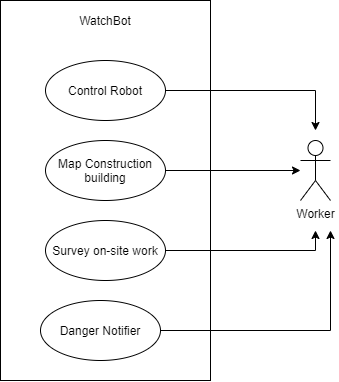 WatchBot
Control Robot
Map Construction
building
Worker
Survey on-site work
Danger Notifier